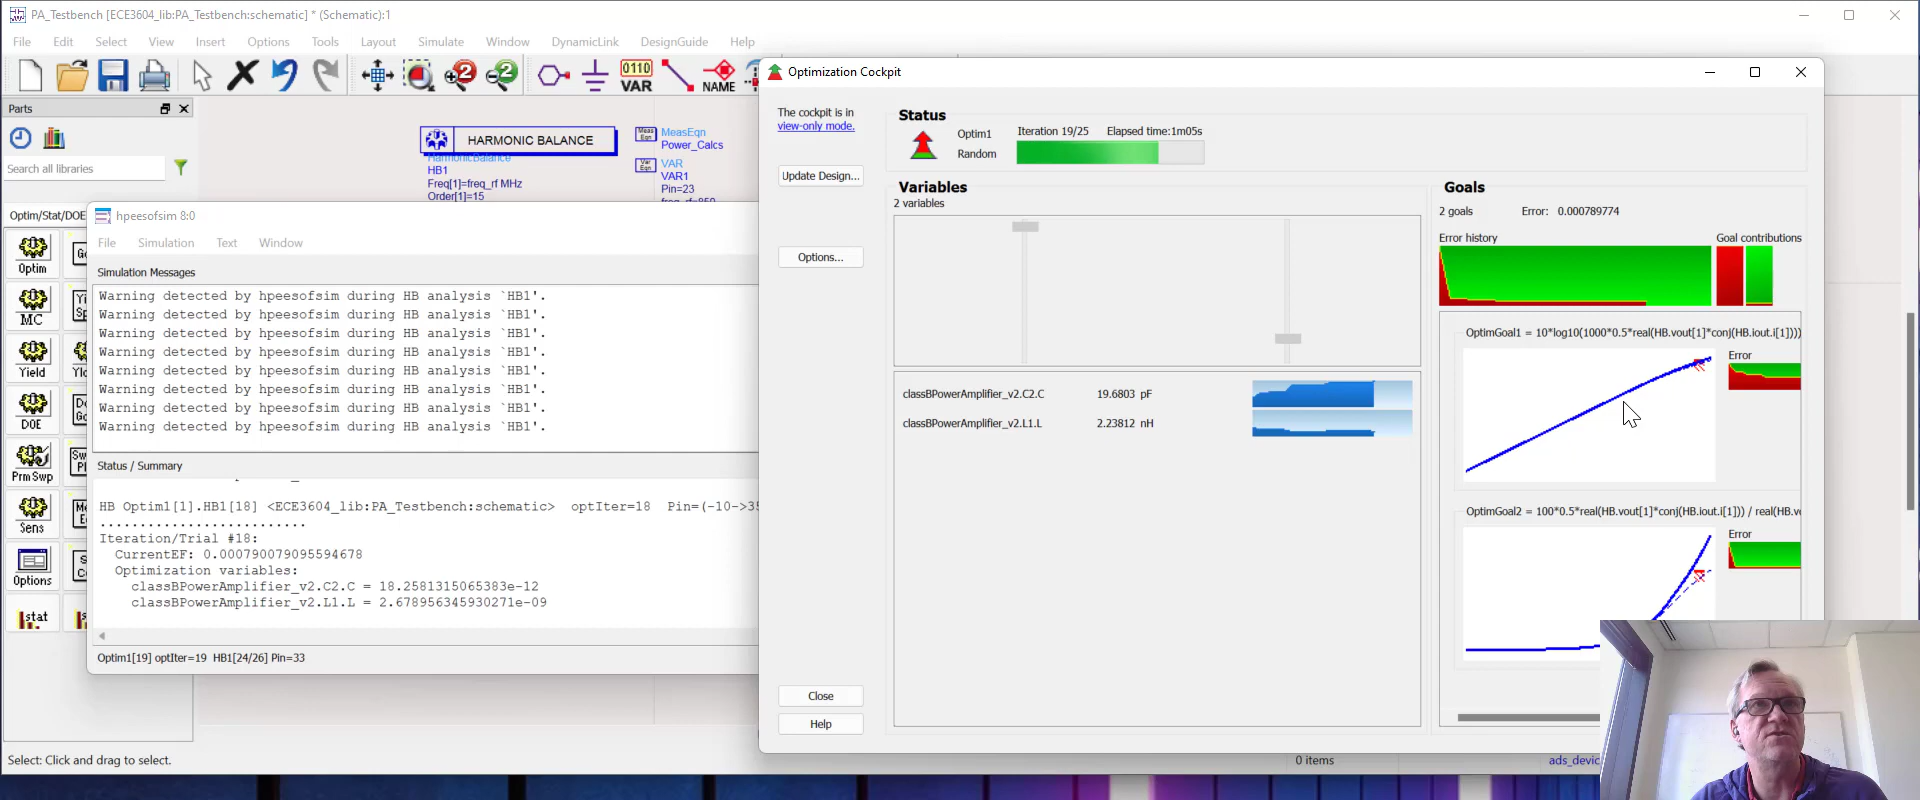 PA_Testbench [ECE3604_lib:PA_Testbench:schematic] * (Schematic):1
File Edit Select View Insert Options Tools Layout Simulate Window DynamicLink DesignGuide Help
2 2 0110 VAR NAME
Parts
Search all libraries
Optim/Stat/DOE
Optim
MC
Yield
DOE
Prm Swp
Sens
Options
stat
HARMONIC BALANCE
HarmonicBalance
HB1
Freq[1]=freq_rf MHz
Order[1]=15
Meas Eqn
MeasEqn
Power_Calcs
Var Eqn
VAR
VAR1
Pin=23
freq_rf=850
hpeesofsim 8:0
File Simulation Text Window
Simulation Messages
Warning detected by hpeesofsim during HB analysis `HB1'.
Warning detected by hpeesofsim during HB analysis `HB1'.
Warning detected by hpeesofsim during HB analysis `HB1'.
Warning detected by hpeesofsim during HB analysis `HB1'.
Warning detected by hpeesofsim during HB analysis `HB1'.
Warning detected by hpeesofsim during HB analysis `HB1'.
Warning detected by hpeesofsim during HB analysis `HB1'.
Warning detected by hpeesofsim during HB analysis `HB1'.
Status / Summary
HB Optim1[1].HB1[18] <ECE3604_lib:PA_Testbench:schematic> optIter=18 Pin=(-10->35
..........................
Iteration/Trial #18:
CurrentEF: 0.000790079095594678
Optimization variables:
classBPowerAmplifier_v2.C2.C = 18.2581315065383e-12
classBPowerAmplifier_v2.L1.L = 2.678956345930271e-09
Optim1[19] optIter=19 HB1[24/26] Pin=33
Optimization Cockpit
The cockpit is in
view-only mode.
Update Design...
Options...
Close
Help
Status
Optim1
Random
Iteration 19/25 Elapsed time:1m05s
Variables
2 variables
classBPowerAmplifier_v2.C2.C 19.6803 pF
classBPowerAmplifier_v2.L1.L 2.23812 nH
Goals
2 goals Error: 0.000789774
Error history Goal contributions
OptimGoal1 = 10*log10(1000*0.5*real(HB.vout[1]*conj(HB.iout.i[1])))
Error
OptimGoal2 = 100*0.5*real(HB.vout[1]*conj(HB.iout.i[1])) / real(HB.v
Error
Select: Click and drag to select.
0 items